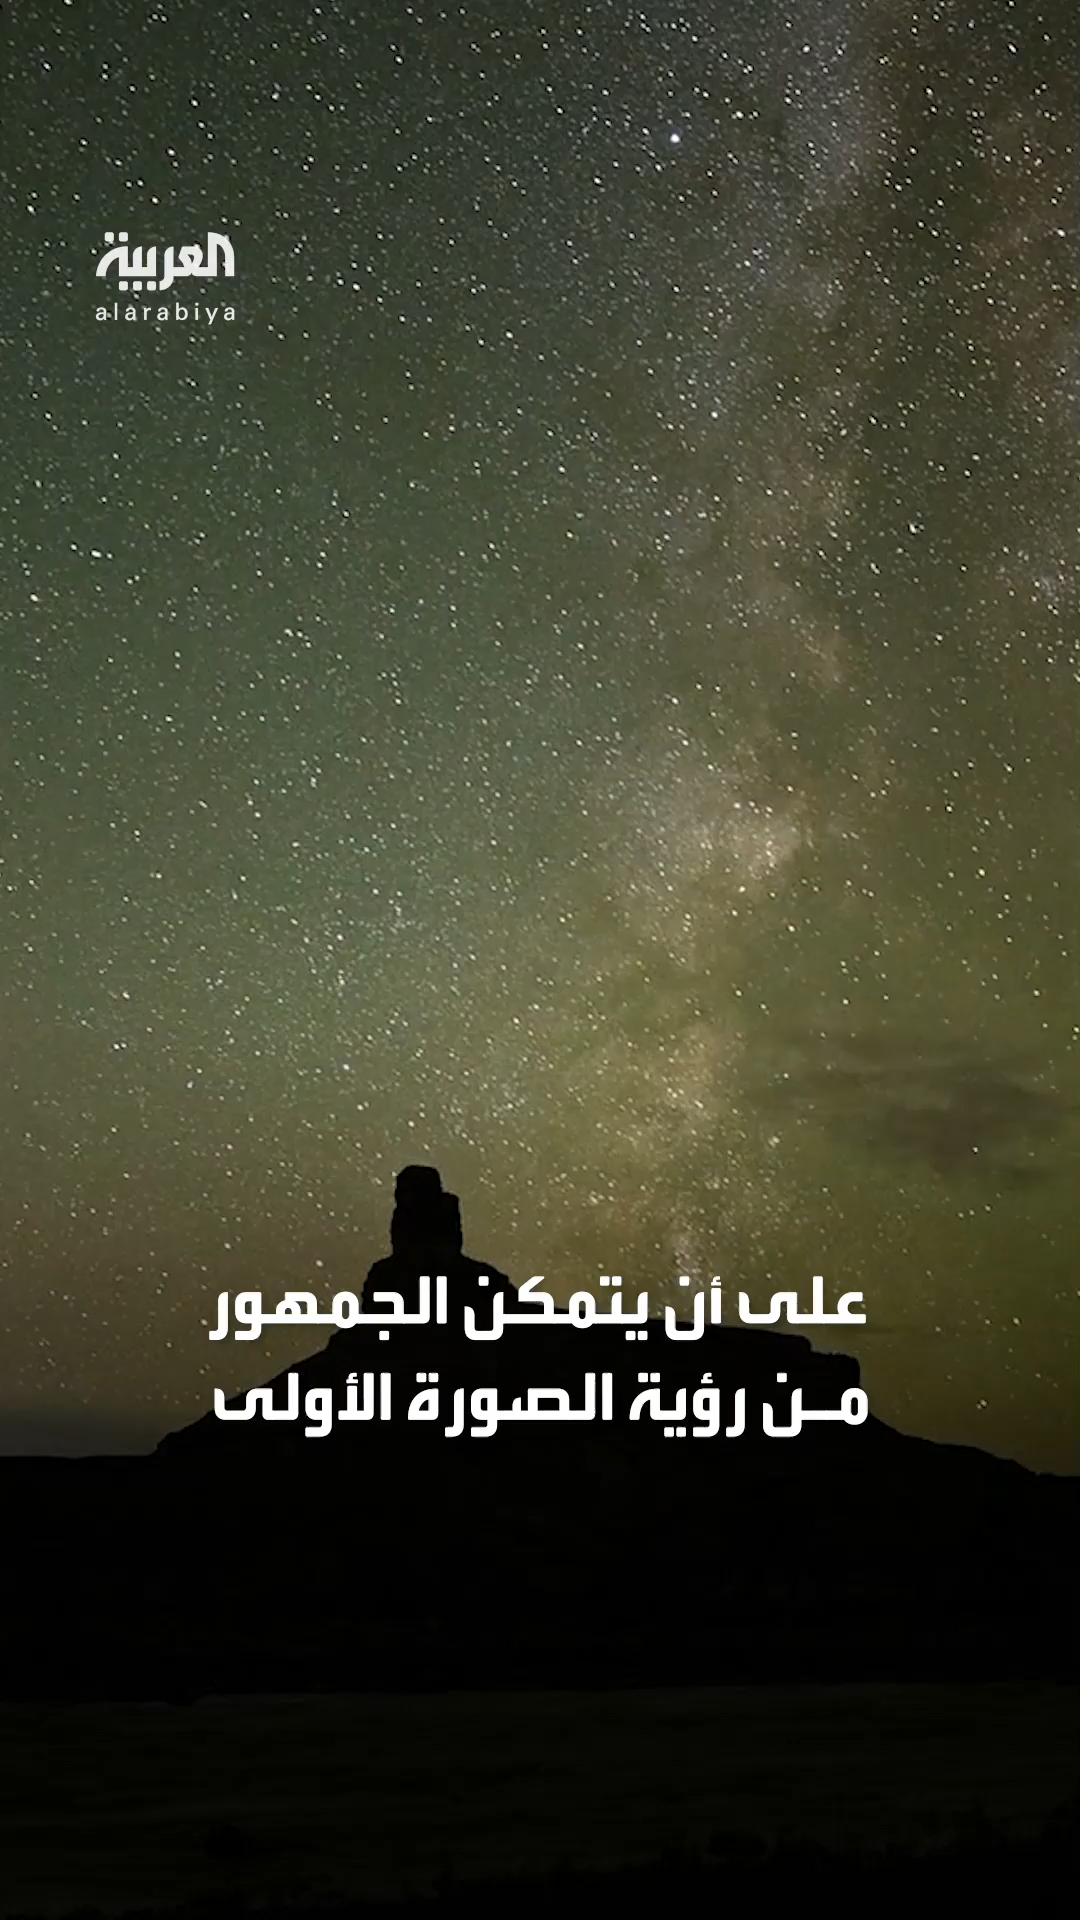 العربية
alarabiya
على أن يتمكن الجمهور
من رؤية الصورة الأولى